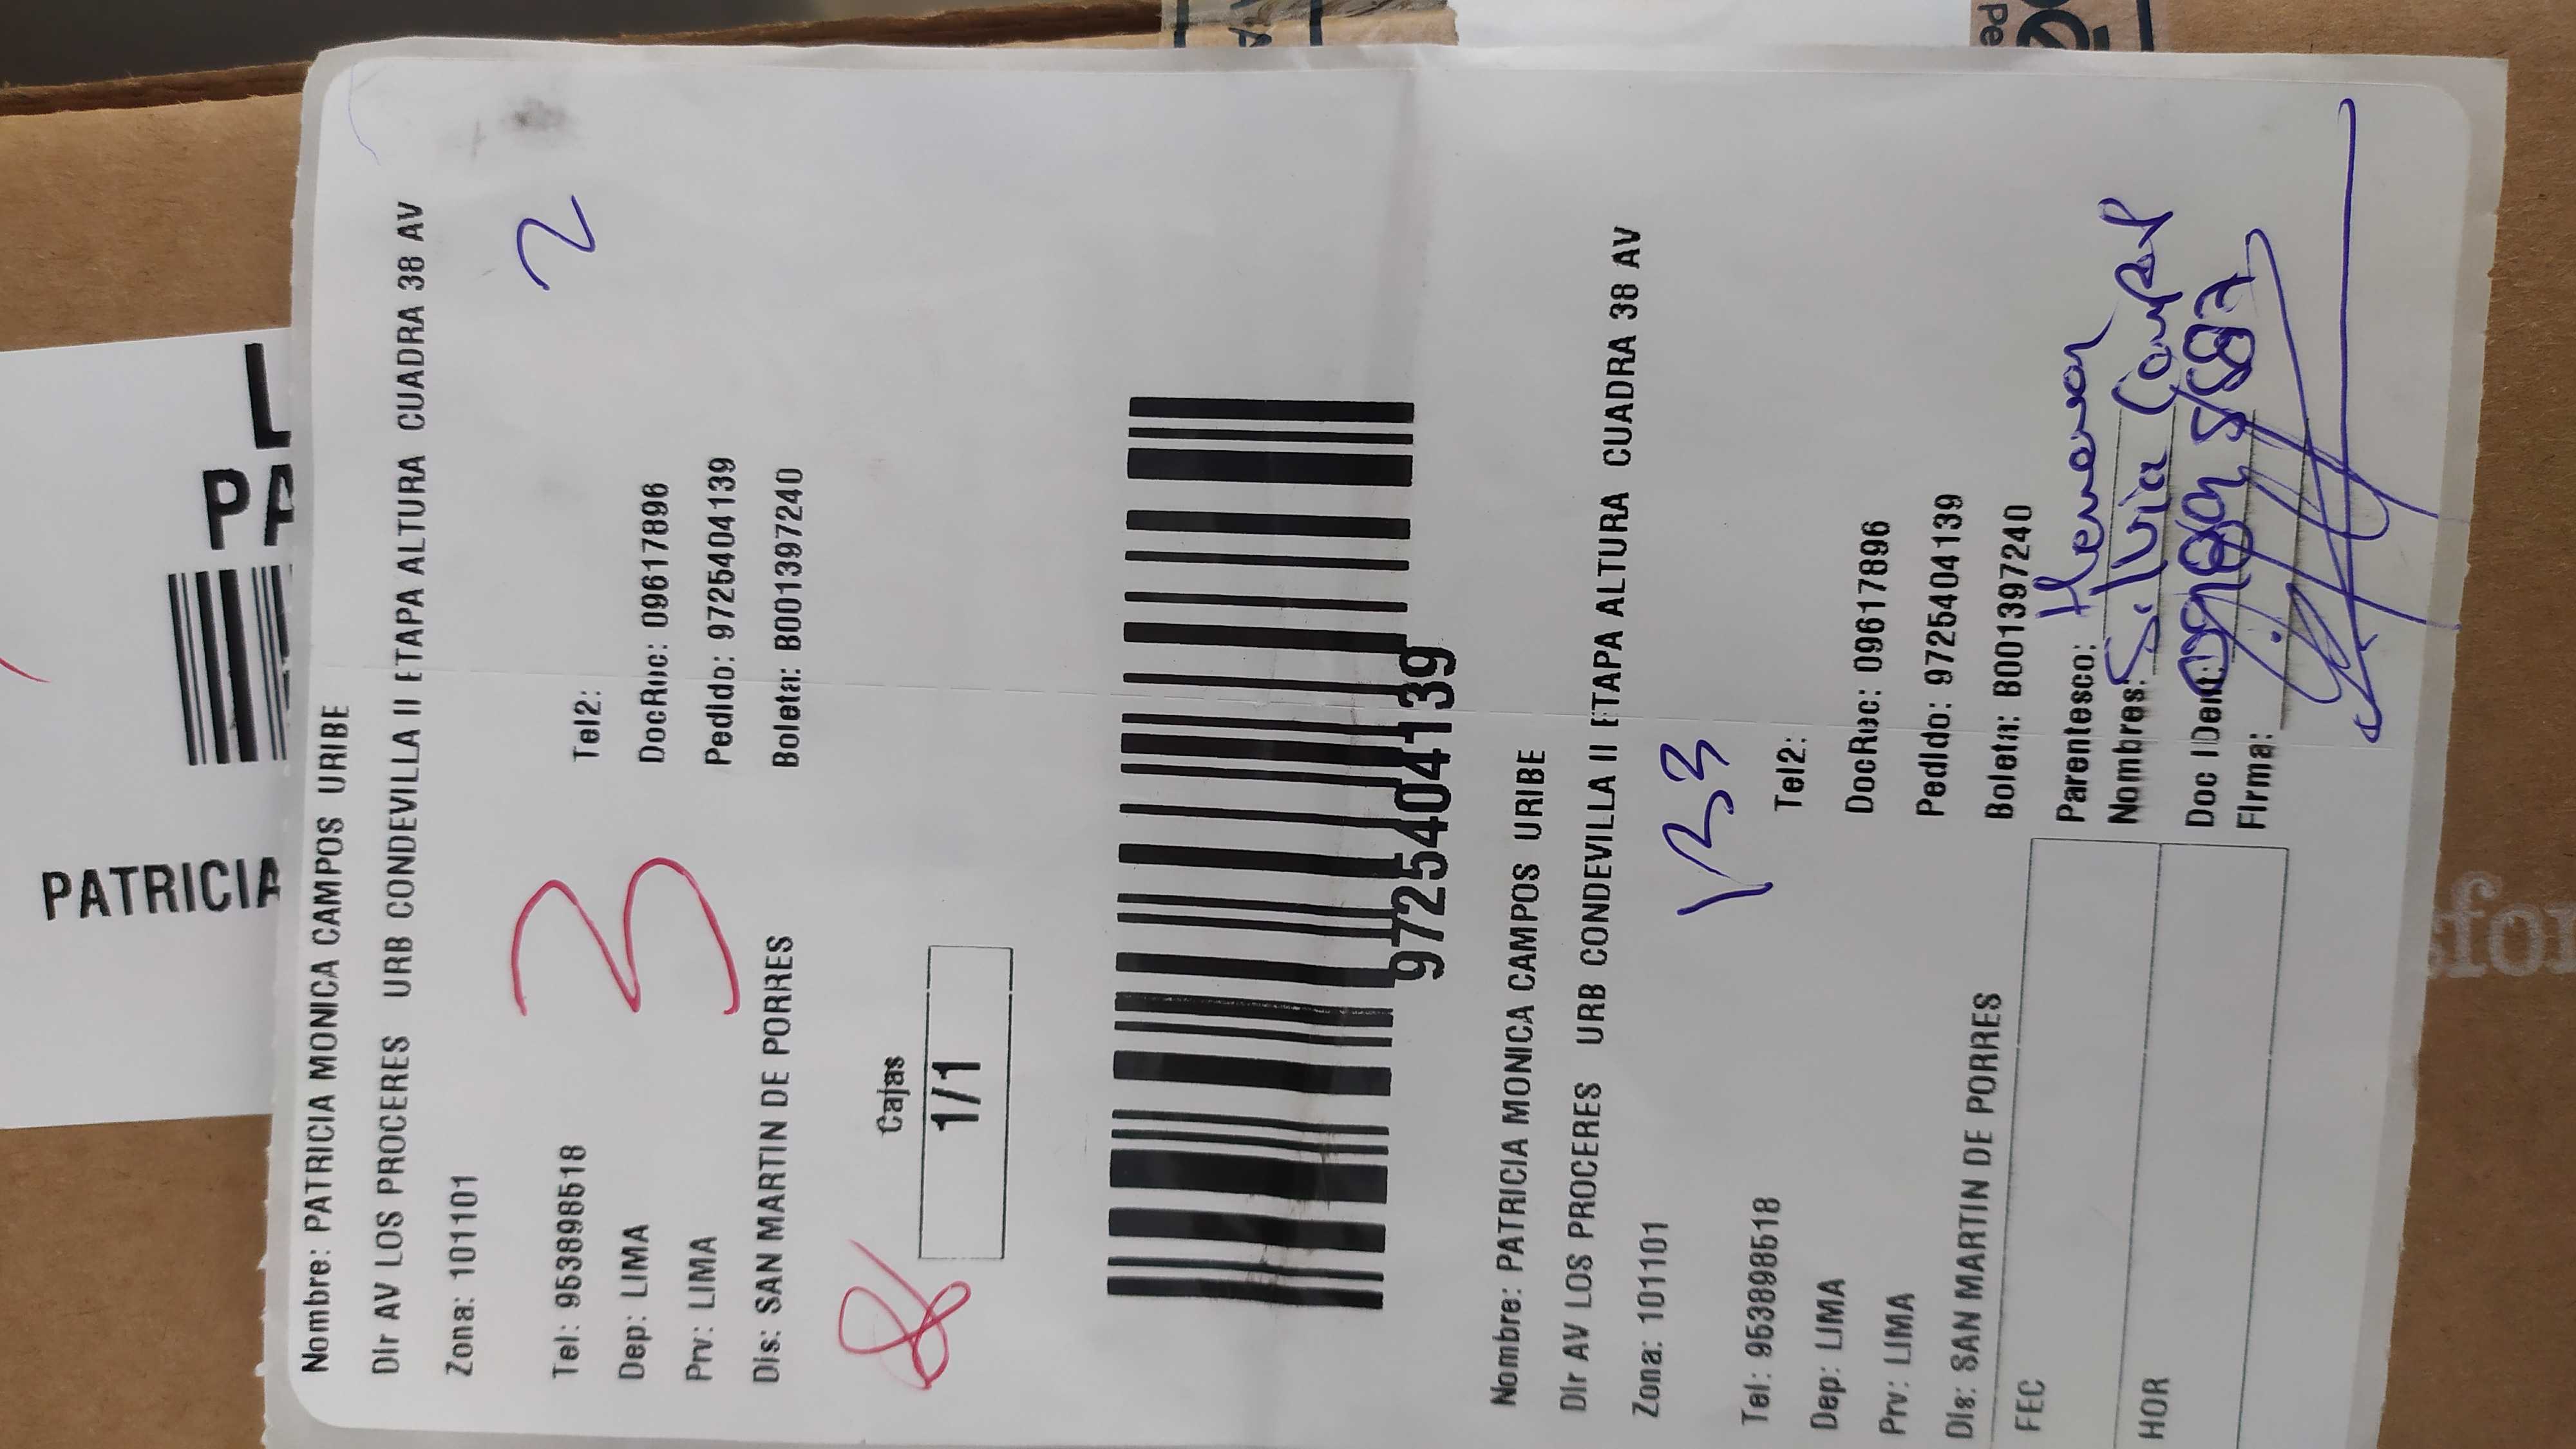 PATRICIA
Nombre: PATRICIA MONICA CAMPOS URIBE
DIr AV LOS PROCERES URB CONDEVILLA II ETAPA ALTURA CUADRA 38 AV
Zona: 101101
2
3
Tel: 953898518 Tel2:
Dep: LIMA DocRuc: 09617896
Prv: LIMA Pedido: 9725404139
Dis: SAN MARTIN DE PORRES Boleta: B001397240
Cajas
1/1
9725404139
Nombre: PATRICIA MONICA CAMPOS URIBE
DIr AV LOS PROCERES URB CONDEVILLA II ETAPA ALTURA CUADRA 38 AV
Zona: 101101
Tel: 953898518 Tel2:
Dep: LIMA DocRuc: 09617896
Prv: LIMA Pedido: 9725404139
Dis: SAN MARTIN DE PORRES Boleta: B001397240
FEC Parentesco:
Nombres: Silvia
HOR Doc Ident:
Firma: